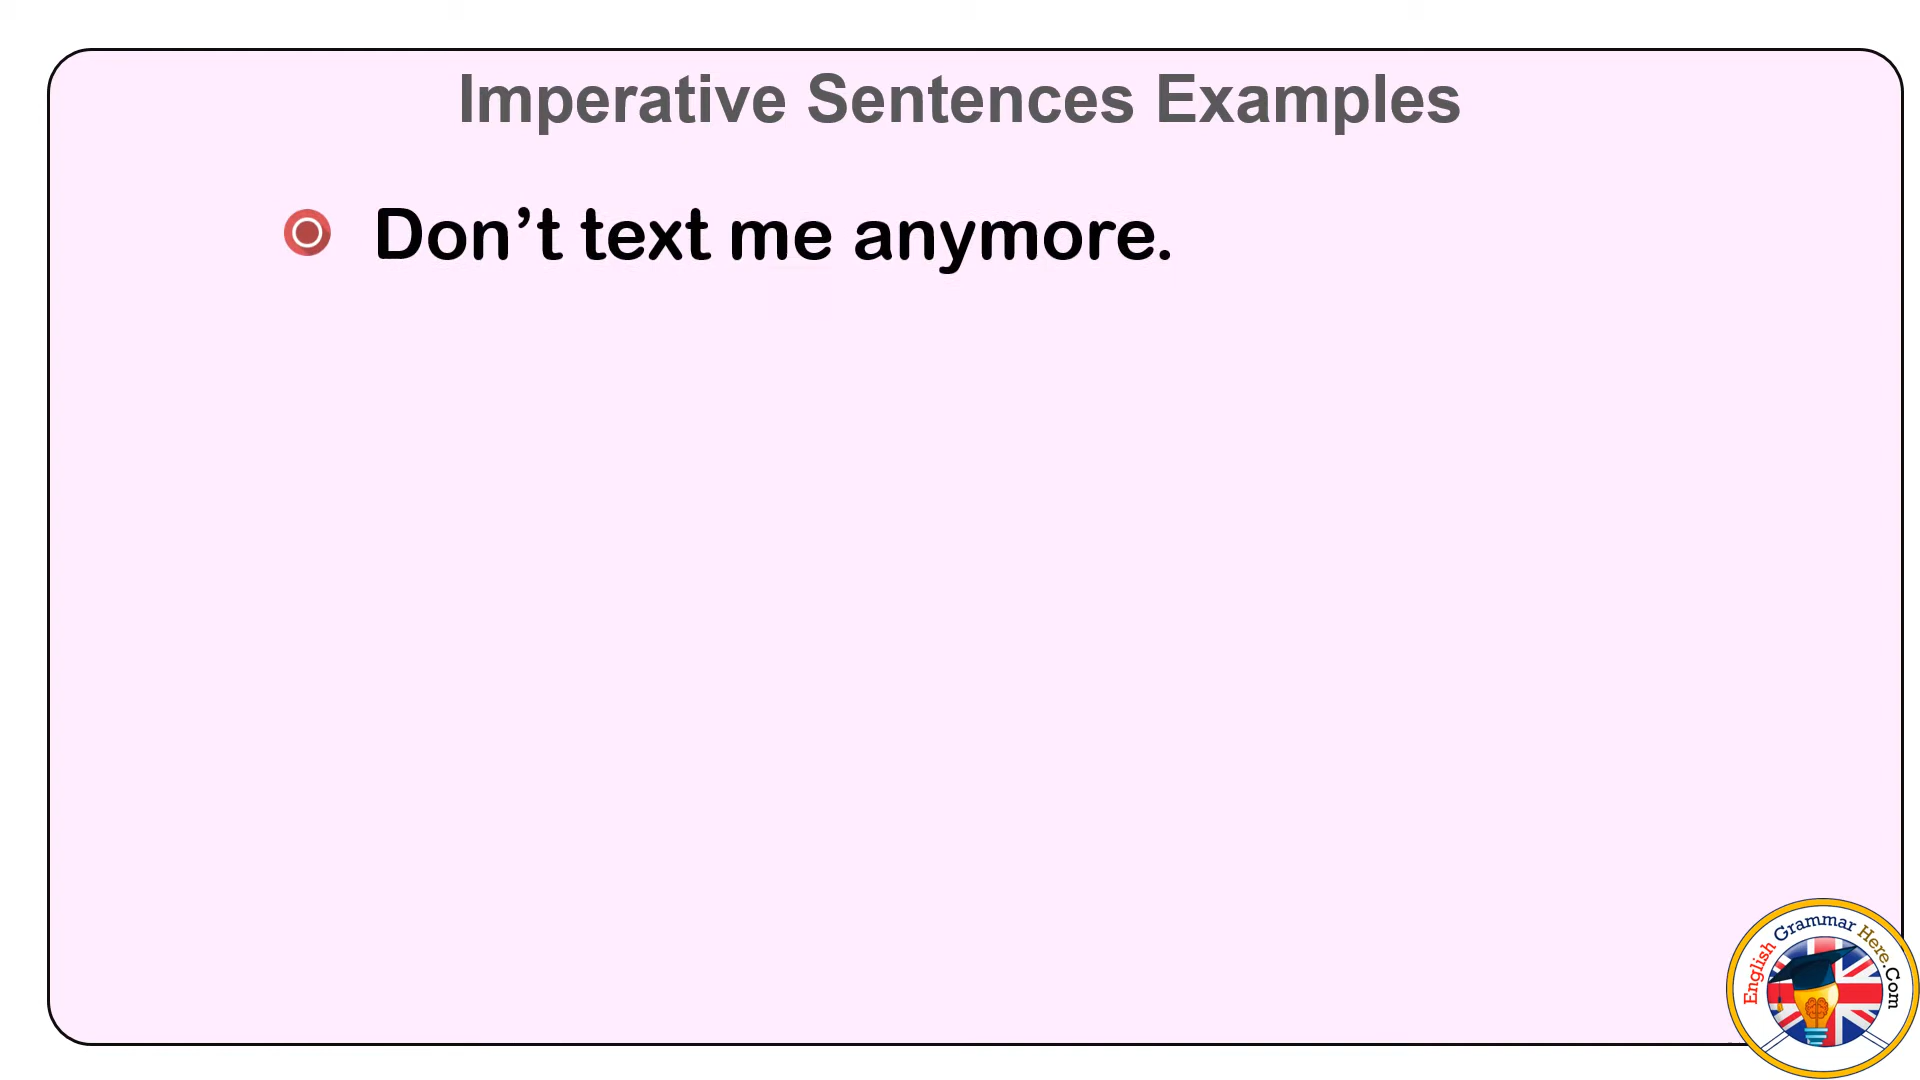 Imperative Sentences Examples
Don’t text me anymore.
English Grammar Here.Com